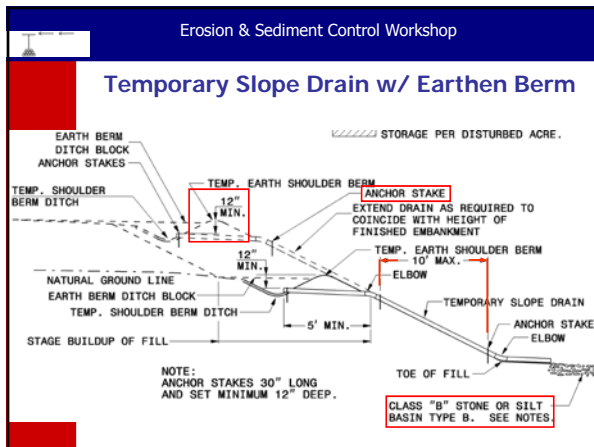 Erosion & Sediment Control Workshop
Temporary Slope Drain w/ Earthen Berm
EARTH BERM
DITCH BLOCK
ANCHOR STAKES
STORAGE PER DISTURBED ACRE.
TEMP. EARTH SHOULDER BERM
TEMP. SHOULDER
BERM DITCH
12"
MIN.
ANCHOR STAKE
EXTEND DRAIN AS REQUIRED TO
COINCIDE WITH HEIGHT OF
FINISHED EMBANKMENT
TEMP. EARTH SHOULDER BERM
12"
MIN.
10' MAX.
NATURAL GROUND LINE
ELBOW
EARTH BERM DITCH BLOCK
TEMP. SHOULDER BERM DITCH
TEMPORARY SLOPE DRAIN
5' MIN.
ANCHOR STAKE
ELBOW
STAGE BUILDUP OF FILL
TOE OF FILL
NOTE:
ANCHOR STAKES 30" LONG
AND SET MINIMUM 12" DEEP.
CLASS "B" STONE OR SILT
BASIN TYPE B. SEE NOTES.